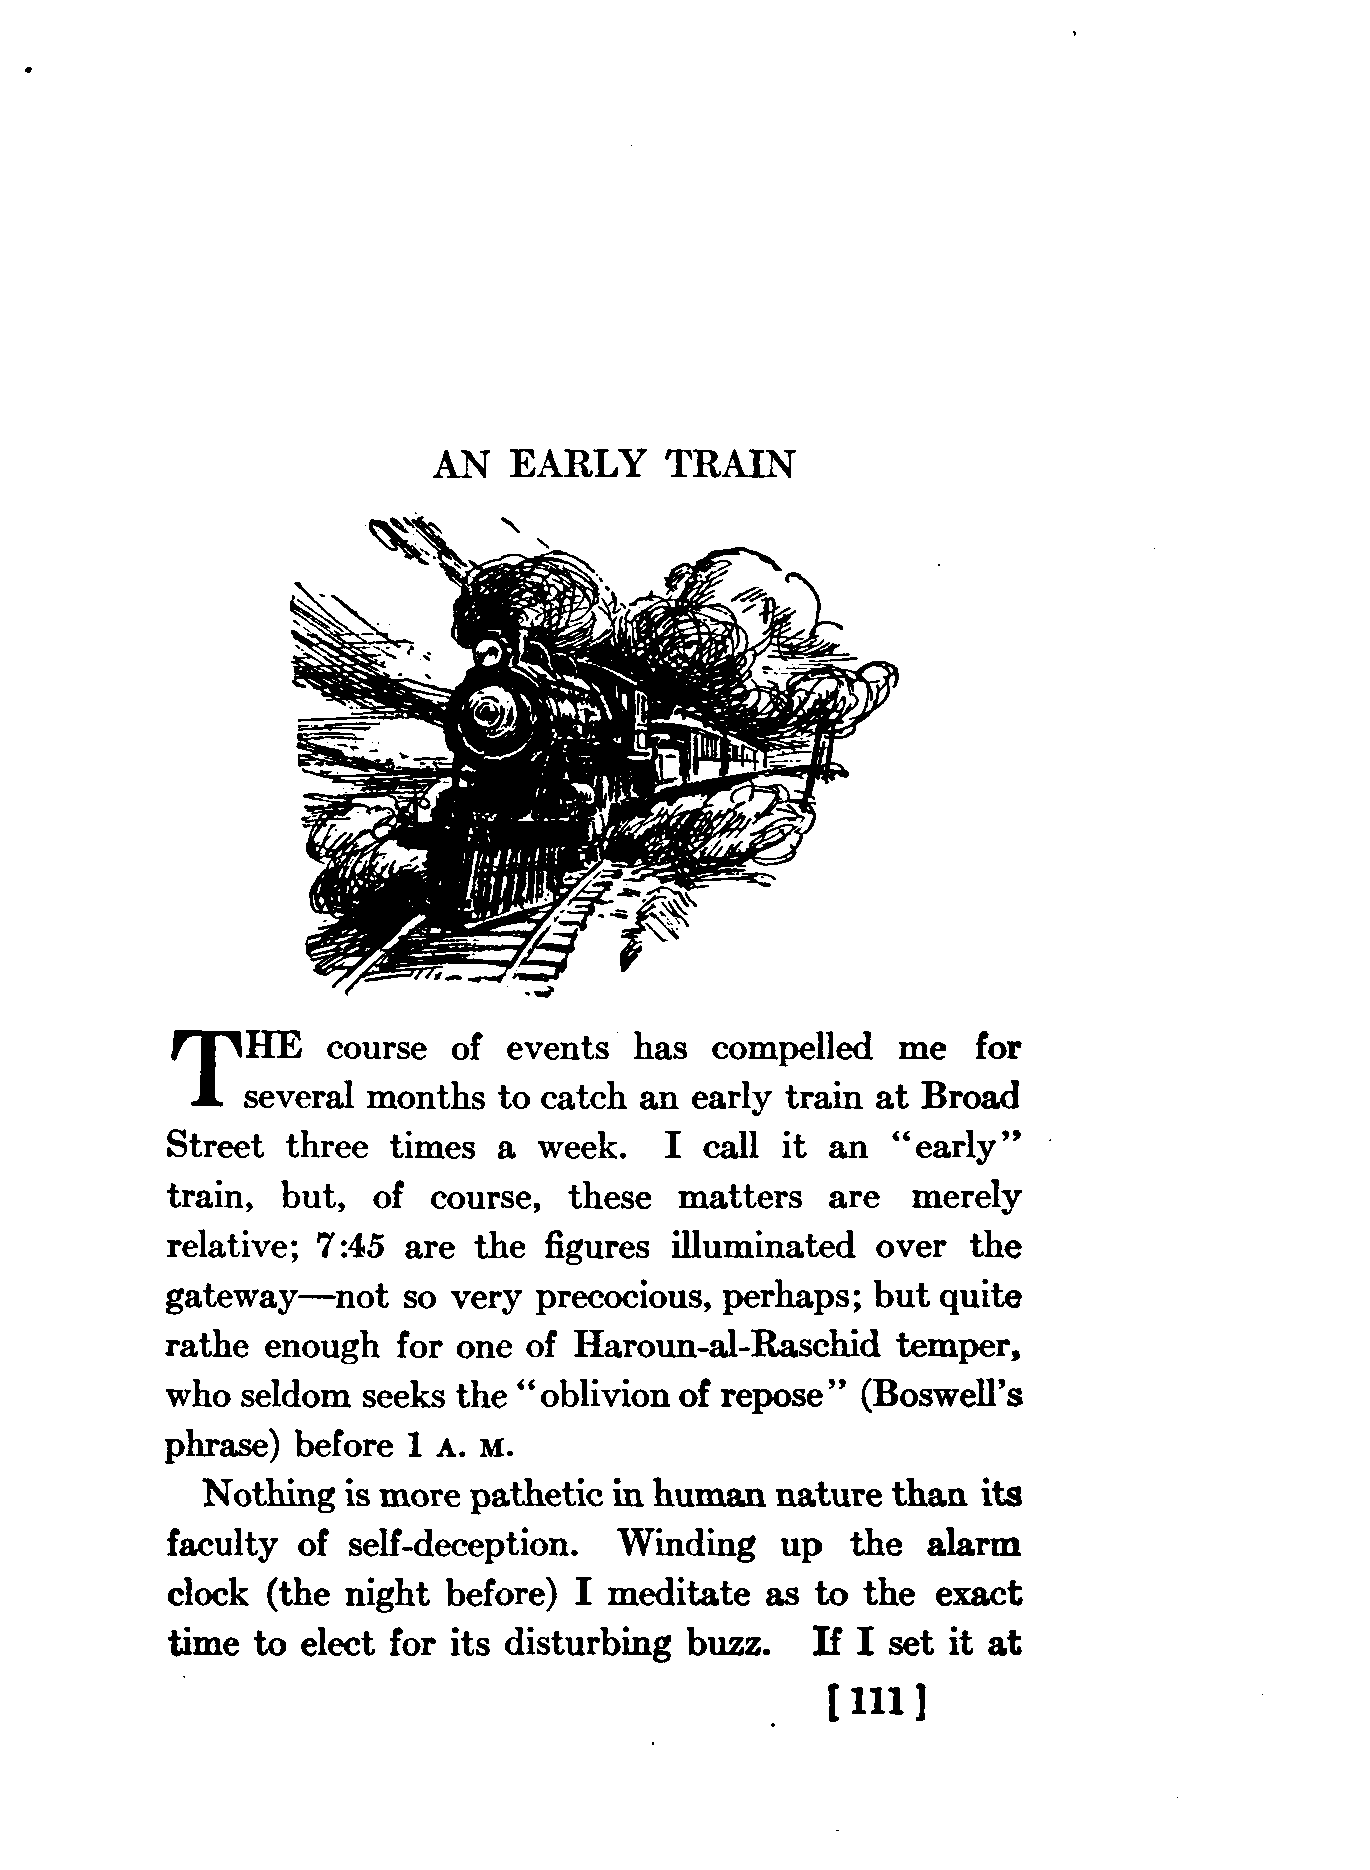 AN EARLY TRAIN
THE course of events has compelled me for
several months to catch an early train at Broad
Street three times a week. I call it an “early”
train, but, of course, these matters are merely
relative; 7:45 are the figures illuminated over the
gateway—not so very precocious, perhaps; but quite
rathe enough for one of Haroun-al-Raschid temper,
who seldom seeks the “oblivion of repose” (Boswell’s
phrase) before 1 A. M.
Nothing is more pathetic in human nature than its
faculty of self-deception. Winding up the alarm
clock (the night before) I meditate as to the exact
time to elect for its disturbing buzz. If I set it at
[ 111 ]